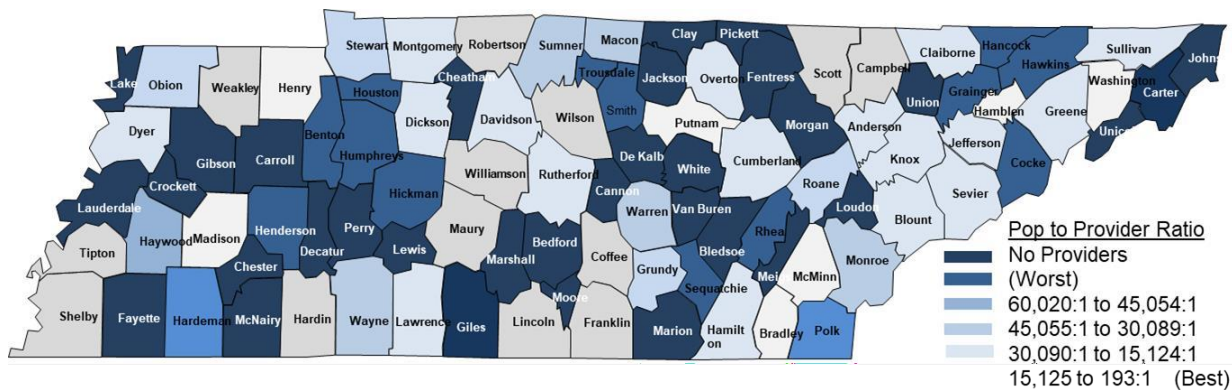 Stewart
Montgomery
Robertson
Sumner
Macon
Clay
Pickett
Claiborne
Hancock
Sullivan
Johns
Lake
Obion
Weakley
Henry
Houston
Cheatham
Trousdale
Jackson
Overton
Fentress
Scott
Campbell
Union
Grainger
Hawkins
Hamblen
Washington
Carter
Unico
Greene
Dyer
Gibson
Carroll
Benton
Humphreys
Dickson
Davidson
Wilson
Smith
Putnam
Morgan
Anderson
Knox
Jefferson
Cocke
Crockett
Lauderdale
Haywood
Madison
Henderson
Decatur
Perry
Hickman
Williamson
Rutherford
Cannon
De Kalb
White
Cumberland
Roane
Loudon
Blount
Sevier
Tipton
Chester
Lewis
Maury
Marshall
Bedford
Coffee
Warren
Van Buren
Bledsoe
Rhea
Mei
McMinn
Monroe
Shelby
Fayette
Hardeman
McNairy
Hardin
Wayne
Lawrence
Giles
Moore
Lincoln
Franklin
Grundy
Sequatchie
Marion
Hamilt
on
Bradley
Polk
Pop to Provider Ratio
No Providers
(Worst)
60,020:1 to 45,054:1
45,055:1 to 30,089:1
30,090:1 to 15,124:1
15,125 to 193:1 (Best)